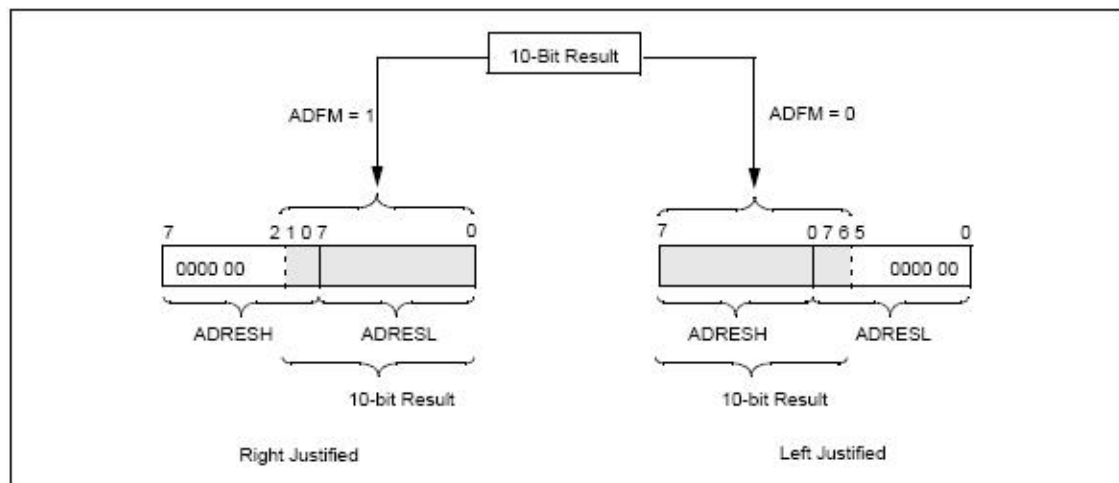 10-Bit Result
ADFM = 1
ADFM = 0
7 2 1 0 7 0
7 0 7 6 5 0
0000 00
0000 00
ADRESH ADRESL
ADRESH ADRESL
10-bit Result
10-bit Result
Right Justified
Left Justified